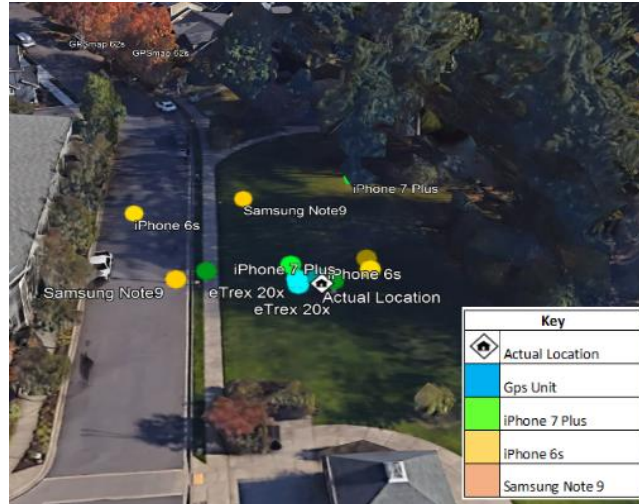 GPSmap 62s
GPSmap 62s
iPhone 7 Plus
Samsung Note9
iPhone 6s
iPhone 7 Plus
iPhone 6s
Samsung Note9
eTrex 20x
Actual Location
eTrex 20x
Key
Actual Location
Gps Unit
iPhone 7 Plus
iPhone 6s
Samsung Note 9